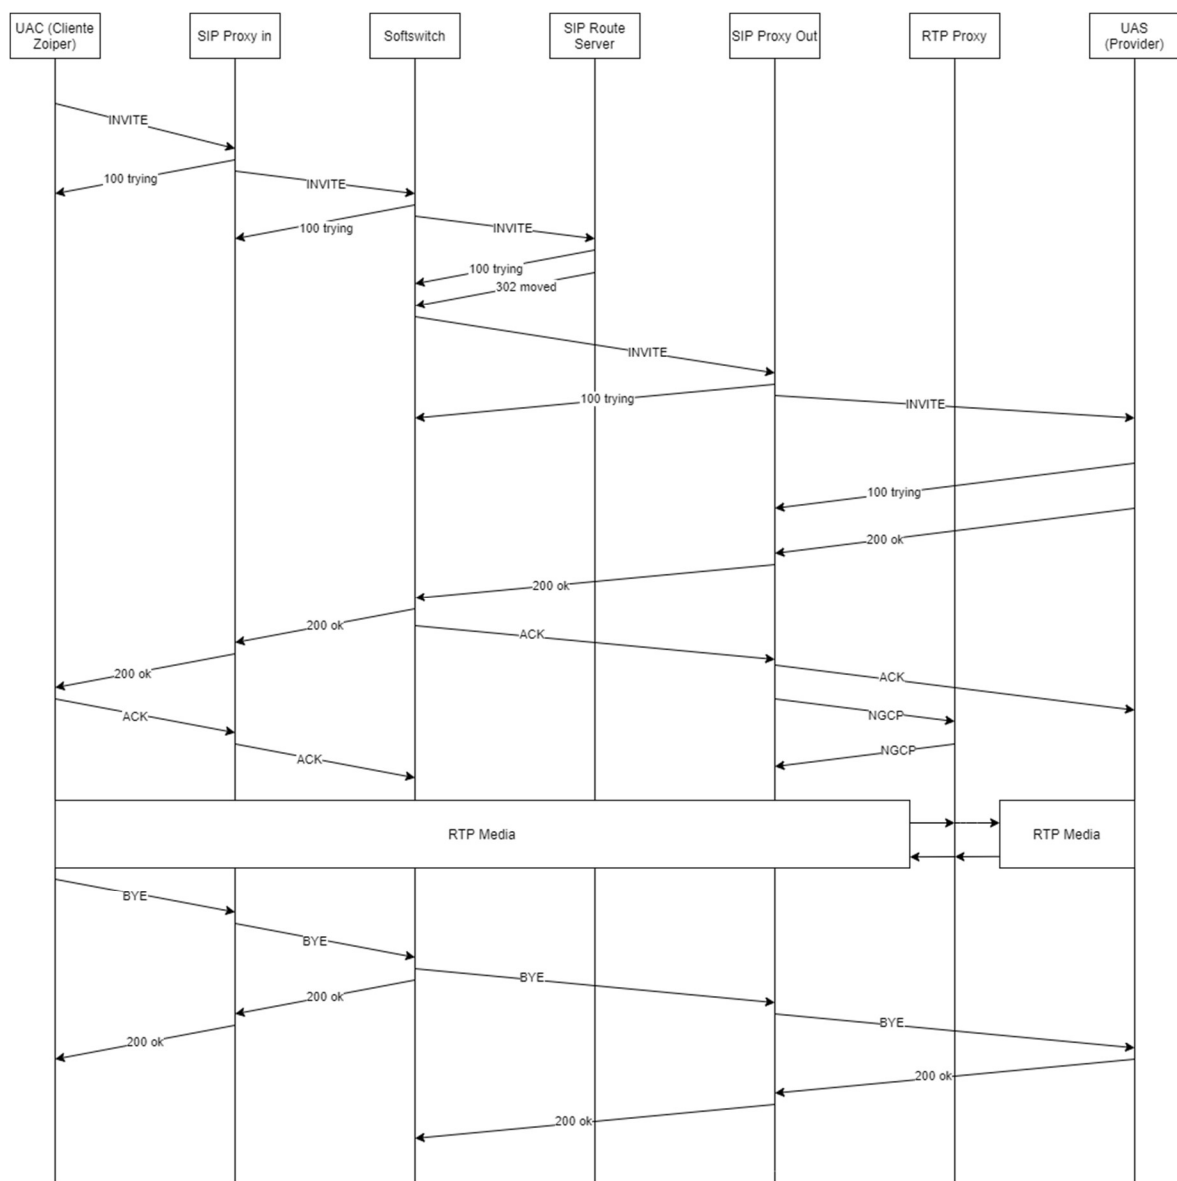 UAC (Cliente
Zoiper)
SIP Proxy in
Softswitch
SIP Route
Server
SIP Proxy Out
RTP Proxy
UAS
(Provider)
INVITE
100 trying
INVITE
100 trying
INVITE
100 trying
302 moved
INVITE
100 trying
INVITE
100 trying
200 ok
200 ok
200 ok
ACK
200 ok
ACK
ACK
NGCP
NGCP
ACK
RTP Media
RTP Media
BYE
BYE
BYE
200 ok
BYE
200 ok
200 ok
200 ok